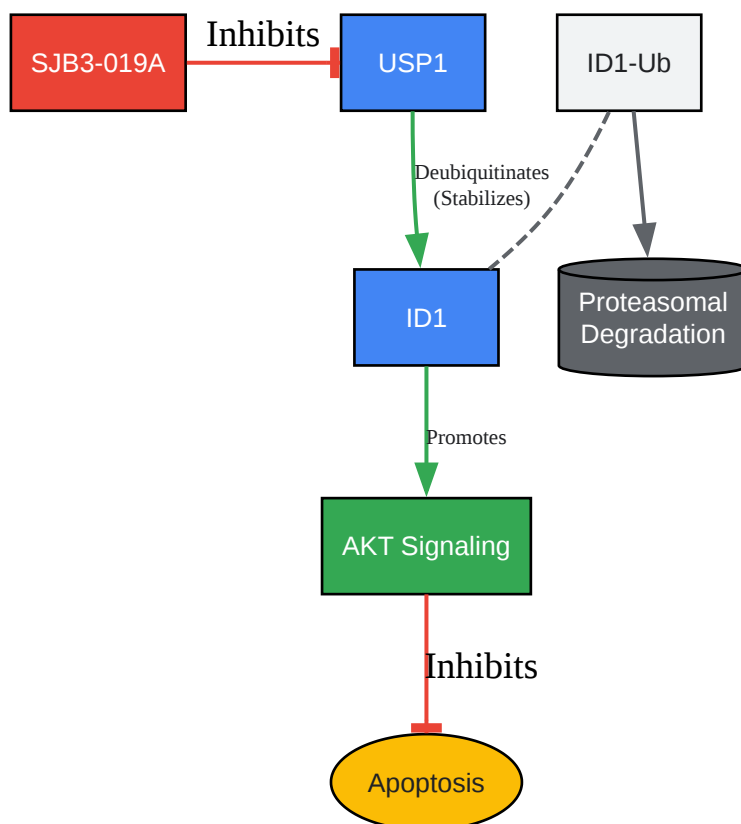 SJB3-019A
Inhibits
USP1
ID1-Ub
Deubiquitinates
(Stabilizes)
ID1
Proteasomal
Degradation
Promotes
AKT Signaling
Inhibits
Apoptosis